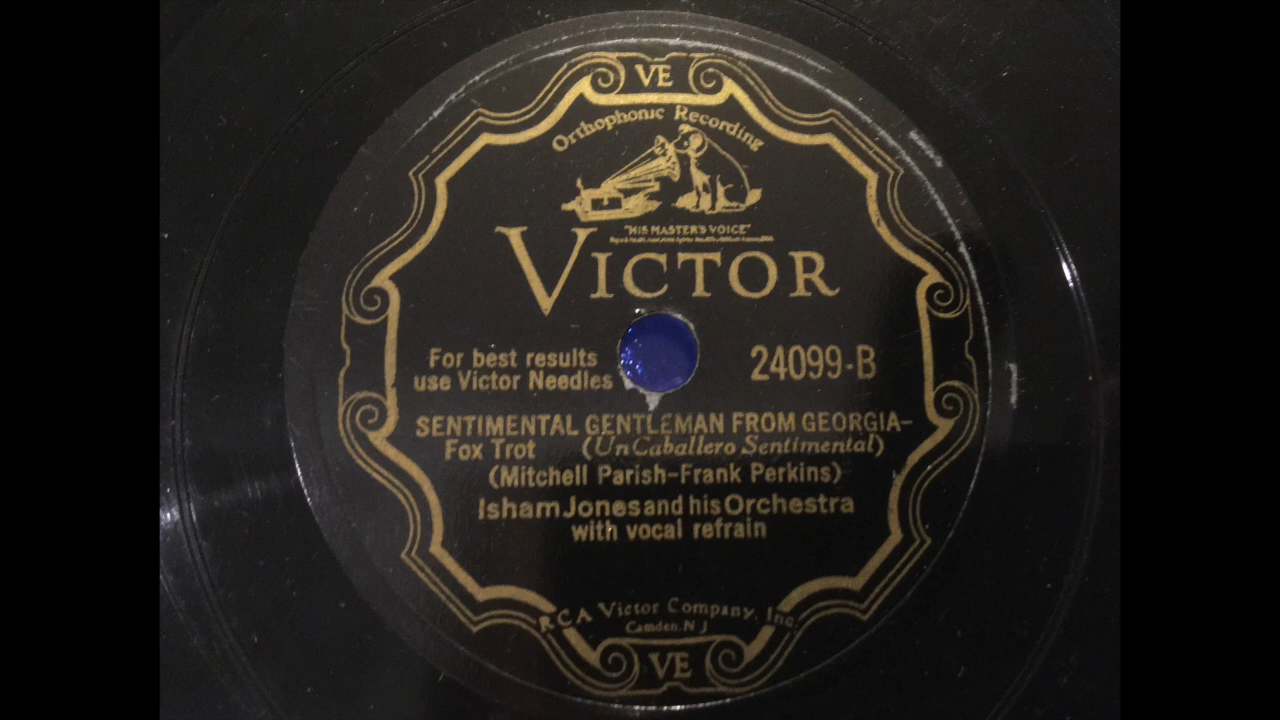 VE
Orthophonic Recording
"HIS MASTER'S VOICE"
VICTOR
For best results
use Victor Needles
24099-B
SENTIMENTAL GENTLEMAN FROM GEORGIA-
Fox Trot (Un Caballero Sentimental)
(Mitchell Parish-Frank Perkins)
Isham Jones and his Orchestra
with vocal refrain
RCA Victor Company, Inc.
Camden, N J
VE